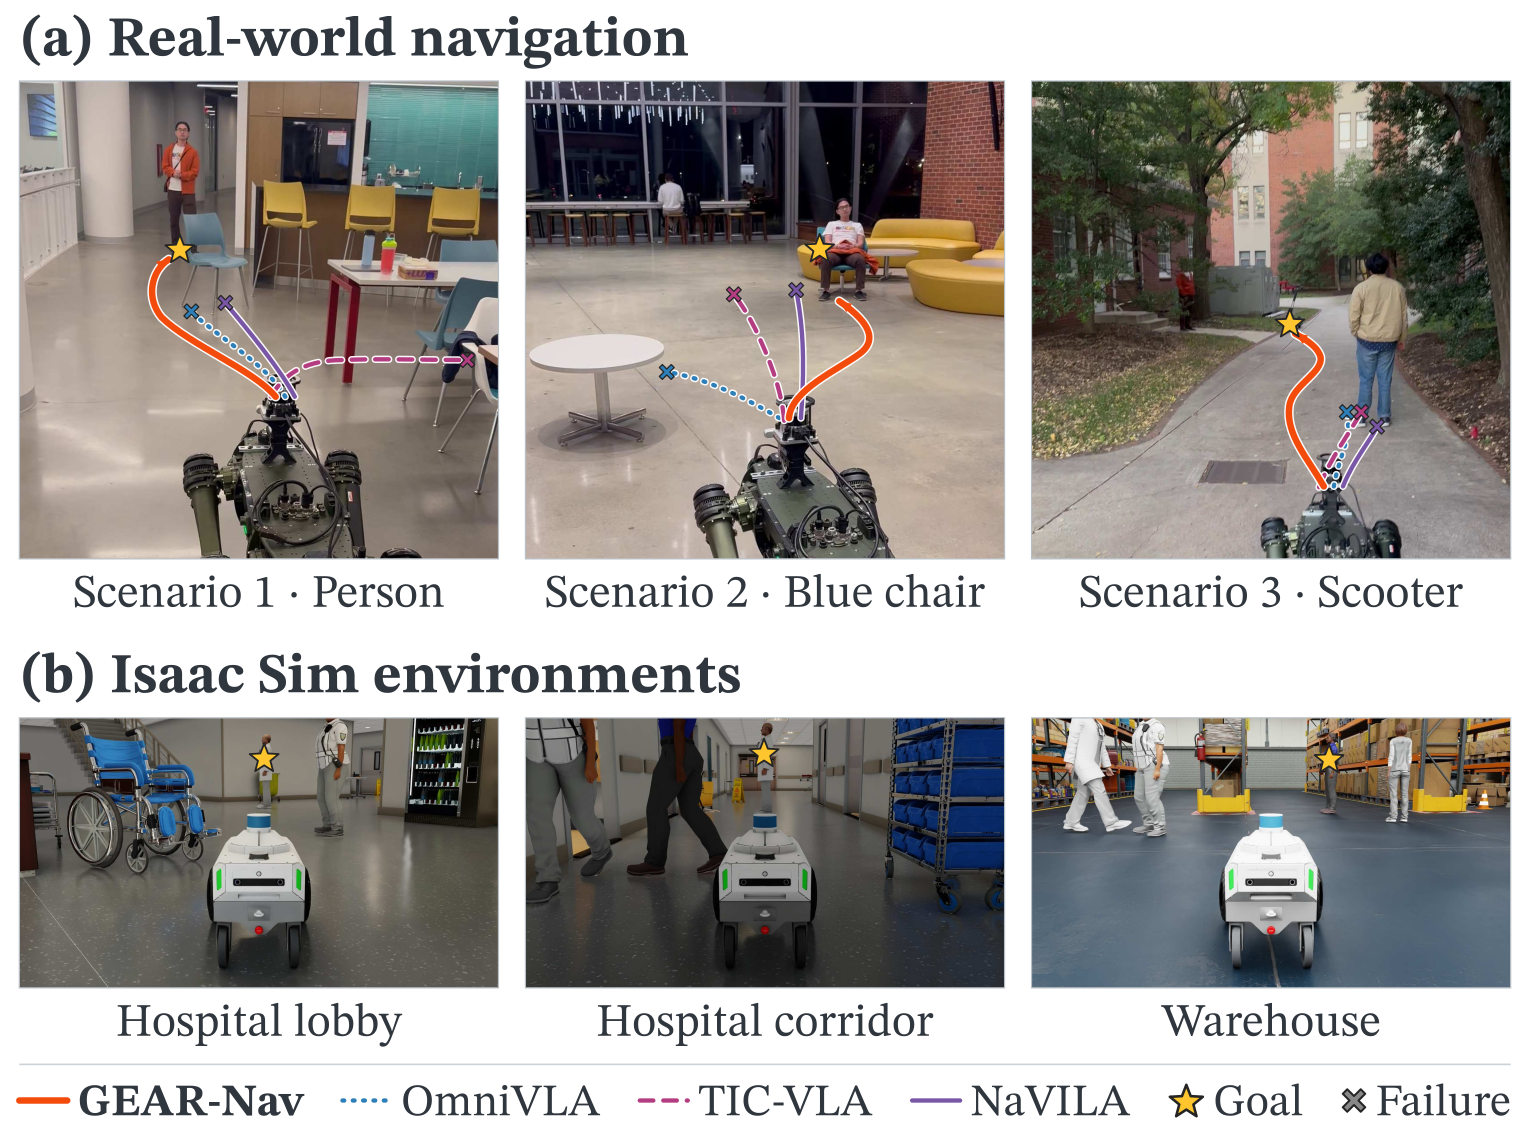 (a) Real-world navigation
Scenario 1 · Person
Scenario 2 · Blue chair
Scenario 3 · Scooter
(b) Isaac Sim environments
Hospital lobby
Hospital corridor
Warehouse
GEAR-Nav
OmniVLA
TIC-VLA
NaVILA
Goal
Failure